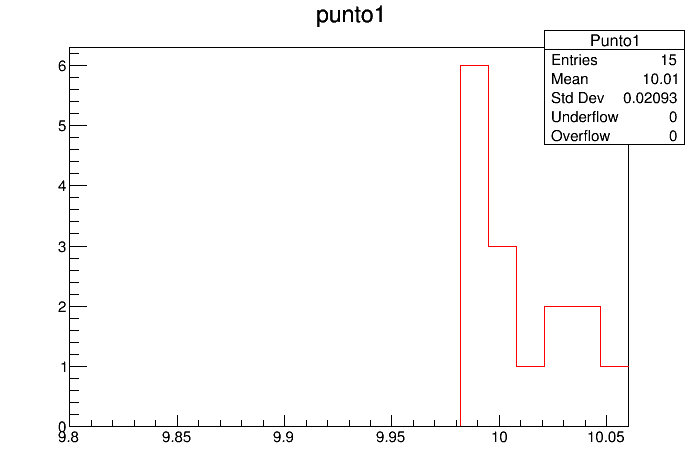 punto1
Punto1
Entries 15
Mean 10.01
Std Dev 0.02093
Underflow 0
Overflow 0
6
5
4
3
2
1
0
9.8 9.85 9.9 9.95 10 10.05